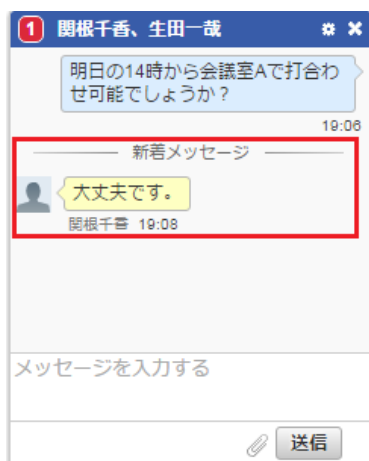 1 関根千香、生田一哉
明日の14時から会議室Aで打合わ
せ可能でしょうか？
19:06
新着メッセージ
大丈夫です。
関根千香 19:08
メッセージを入力する
送信